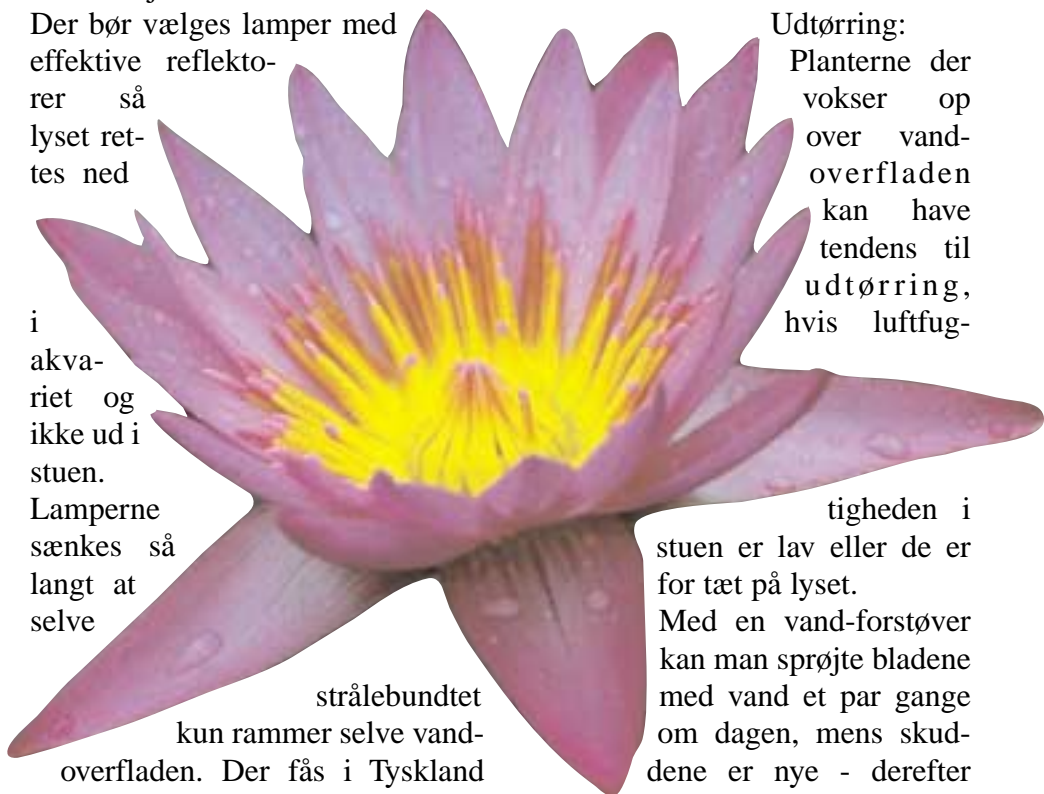 Der bør vælges lamper med
effektive reflekto-
rer så
lyset ret-
tes ned
i
akva-
riet og
ikke ud i
stuen.
Lamperne
sænkes så
langt at
selve
strålebundtet
kun rammer selve vand-
overfladen. Der fås i Tyskland
Udtørring:
Planterne der
vokser op
over vand-
overfladen
kan have
tendens til
udtørring,
hvis luftfug-
tigheden i
stuen er lav eller de er
for tæt på lyset.
Med en vand-forstøver
kan man sprøjte bladene
med vand et par gange
om dagen, mens skud-
dene er nye - derefter